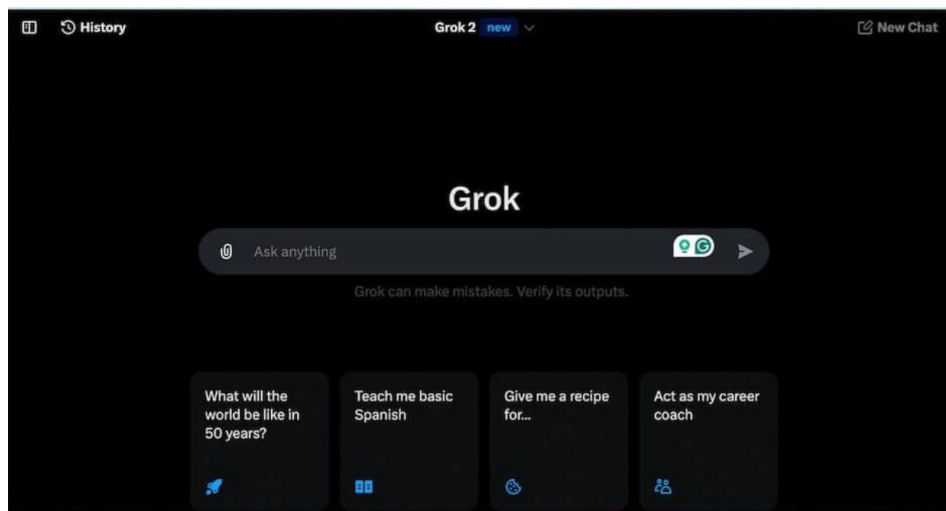 History
Grok 2 new
New Chat
Grok
Ask anything
Grok can make mistakes. Verify its outputs.
What will the
world be like in
50 years?
Teach me basic
Spanish
Give me a recipe
for...
Act as my career
coach